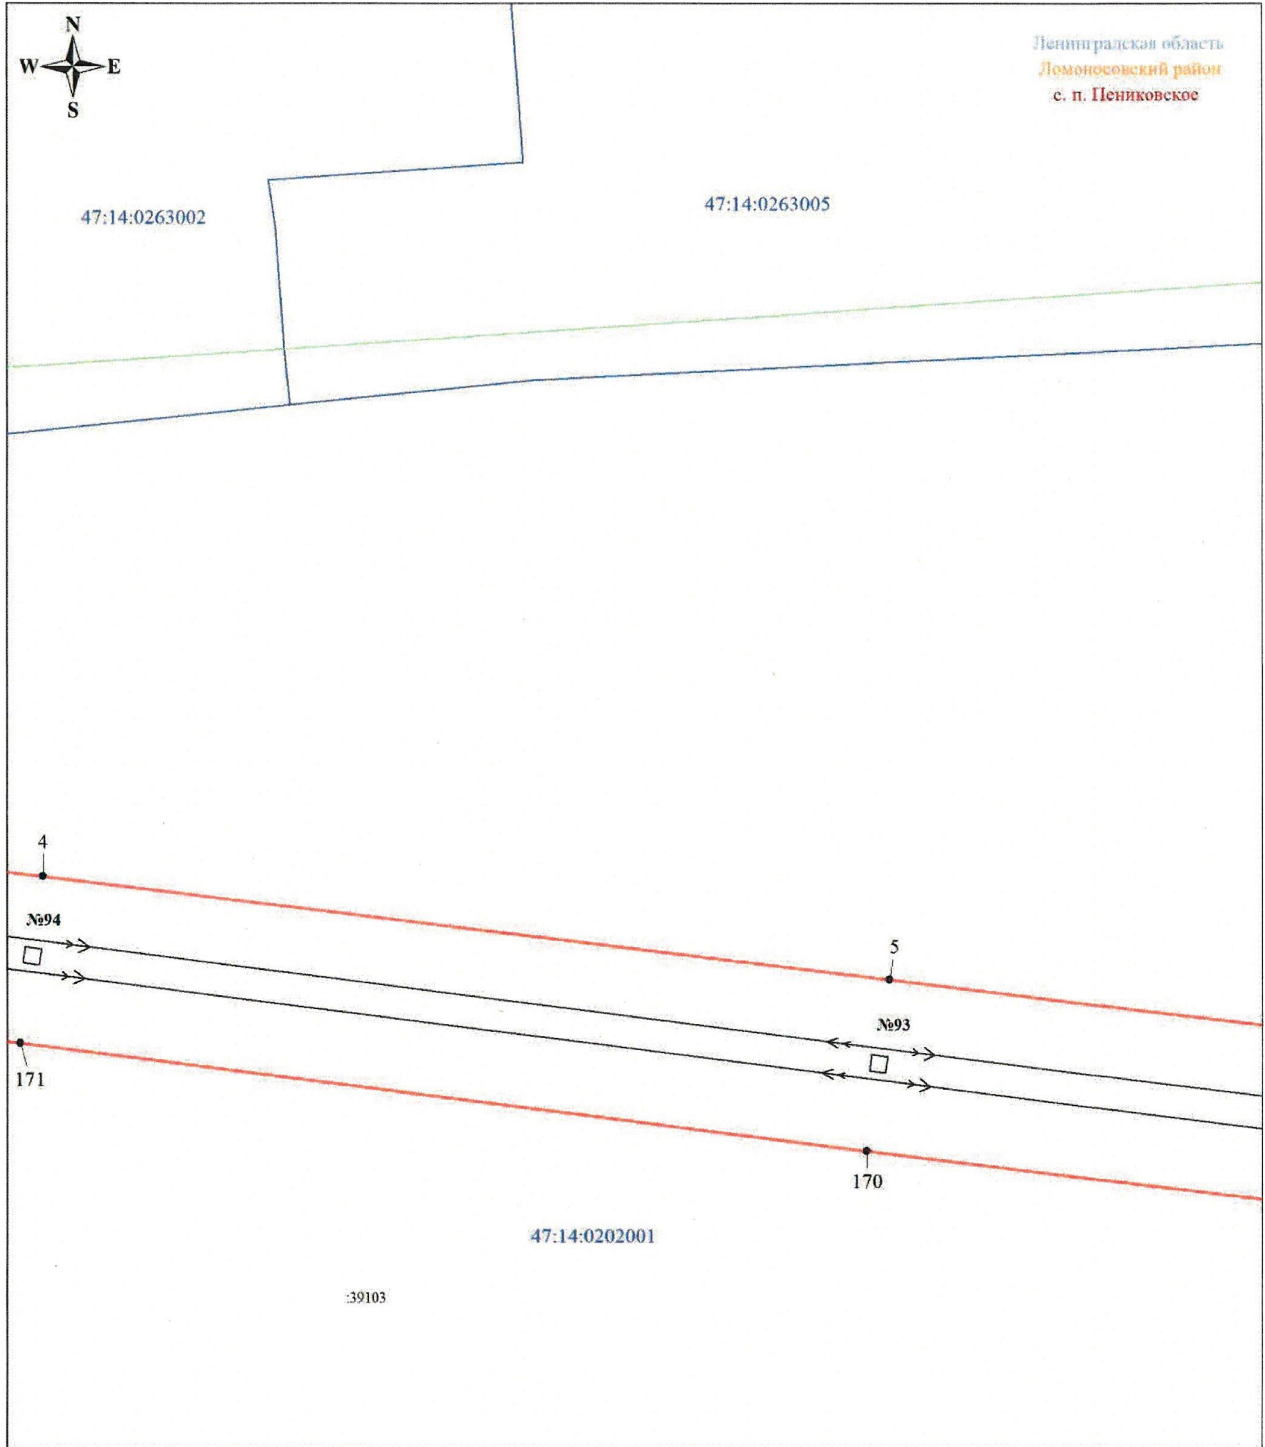 N
W E
S
Ленинградская область
Ломоносовский район
с. п. Пениковское
47:14:0263002
47:14:0263005
4
№94
5
№93
171
170
47:14:0202001
:39103